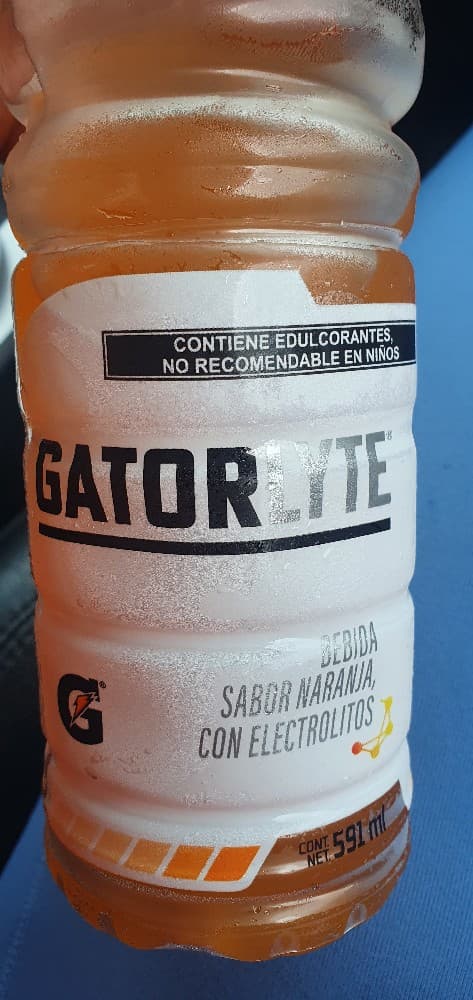 CONTIENE EDULCORANTES,
NO RECOMENDABLE EN NIÑOS
GATORLYTE®
BEBIDA
SABOR NARANJA,
CON ELECTROLITOS
G®
CONT.
NET. 591 ml